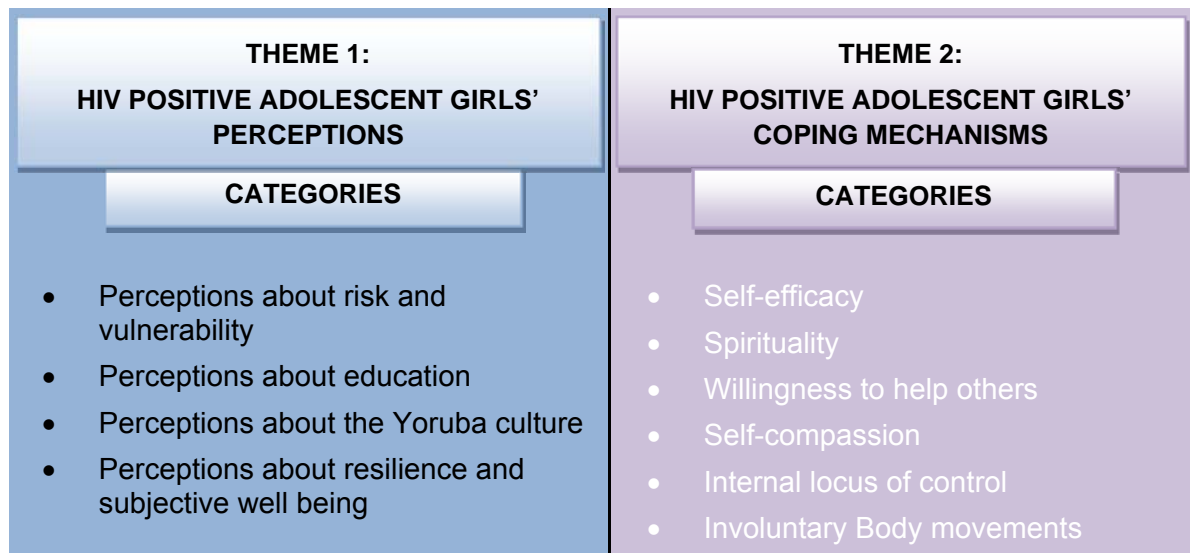 THEME 1:
HIV POSITIVE ADOLESCENT GIRLS’
PERCEPTIONS
CATEGORIES
• Perceptions about risk and
vulnerability
• Perceptions about education
• Perceptions about the Yoruba culture
• Perceptions about resilience and
subjective well being
THEME 2:
HIV POSITIVE ADOLESCENT GIRLS’
COPING MECHANISMS
CATEGORIES
• Self-efficacy
• Spirituality
• Willingness to help others
• Self-compassion
• Internal locus of control
• Involuntary Body movements